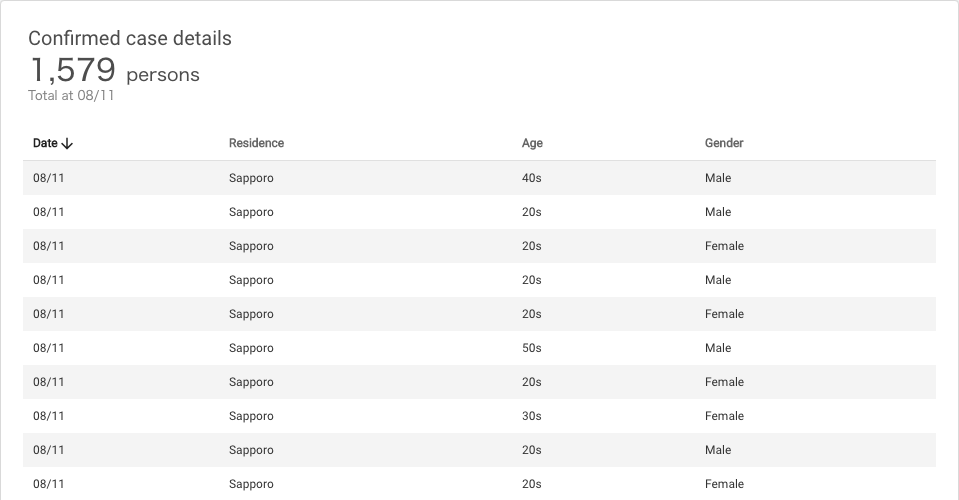 Confirmed case details
1,579 persons
Total at 08/11
Date Residence Age Gender
08/11 Sapporo 40s Male
08/11 Sapporo 20s Male
08/11 Sapporo 20s Female
08/11 Sapporo 20s Male
08/11 Sapporo 20s Female
08/11 Sapporo 50s Male
08/11 Sapporo 20s Female
08/11 Sapporo 30s Female
08/11 Sapporo 20s Male
08/11 Sapporo 20s Female